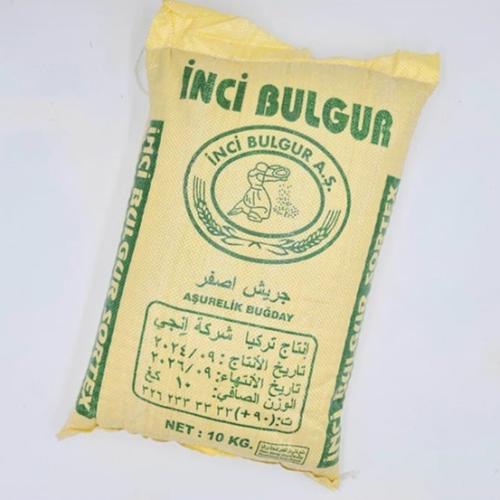 İNCİ BULGUR
İNCİ BULGUR A.Ş.
جريش اصفر
AŞURELİK BUĞDAY
إنتاج تركيا شركة إنجي
تاريخ الأنتاج : ٢٠٢٤/٠٩
تاريخ الأنتهاء: ٢٠٢٦/٠٩
الوزن الصافي: ١٠ كغ
ت: (+٩٠) ٣٢٦ ٢٣٣ ٣٣ ٣٣
NET : 10 KG.
İNCİ BULGUR SORTEX
İNCİ BULGUR SORTEX